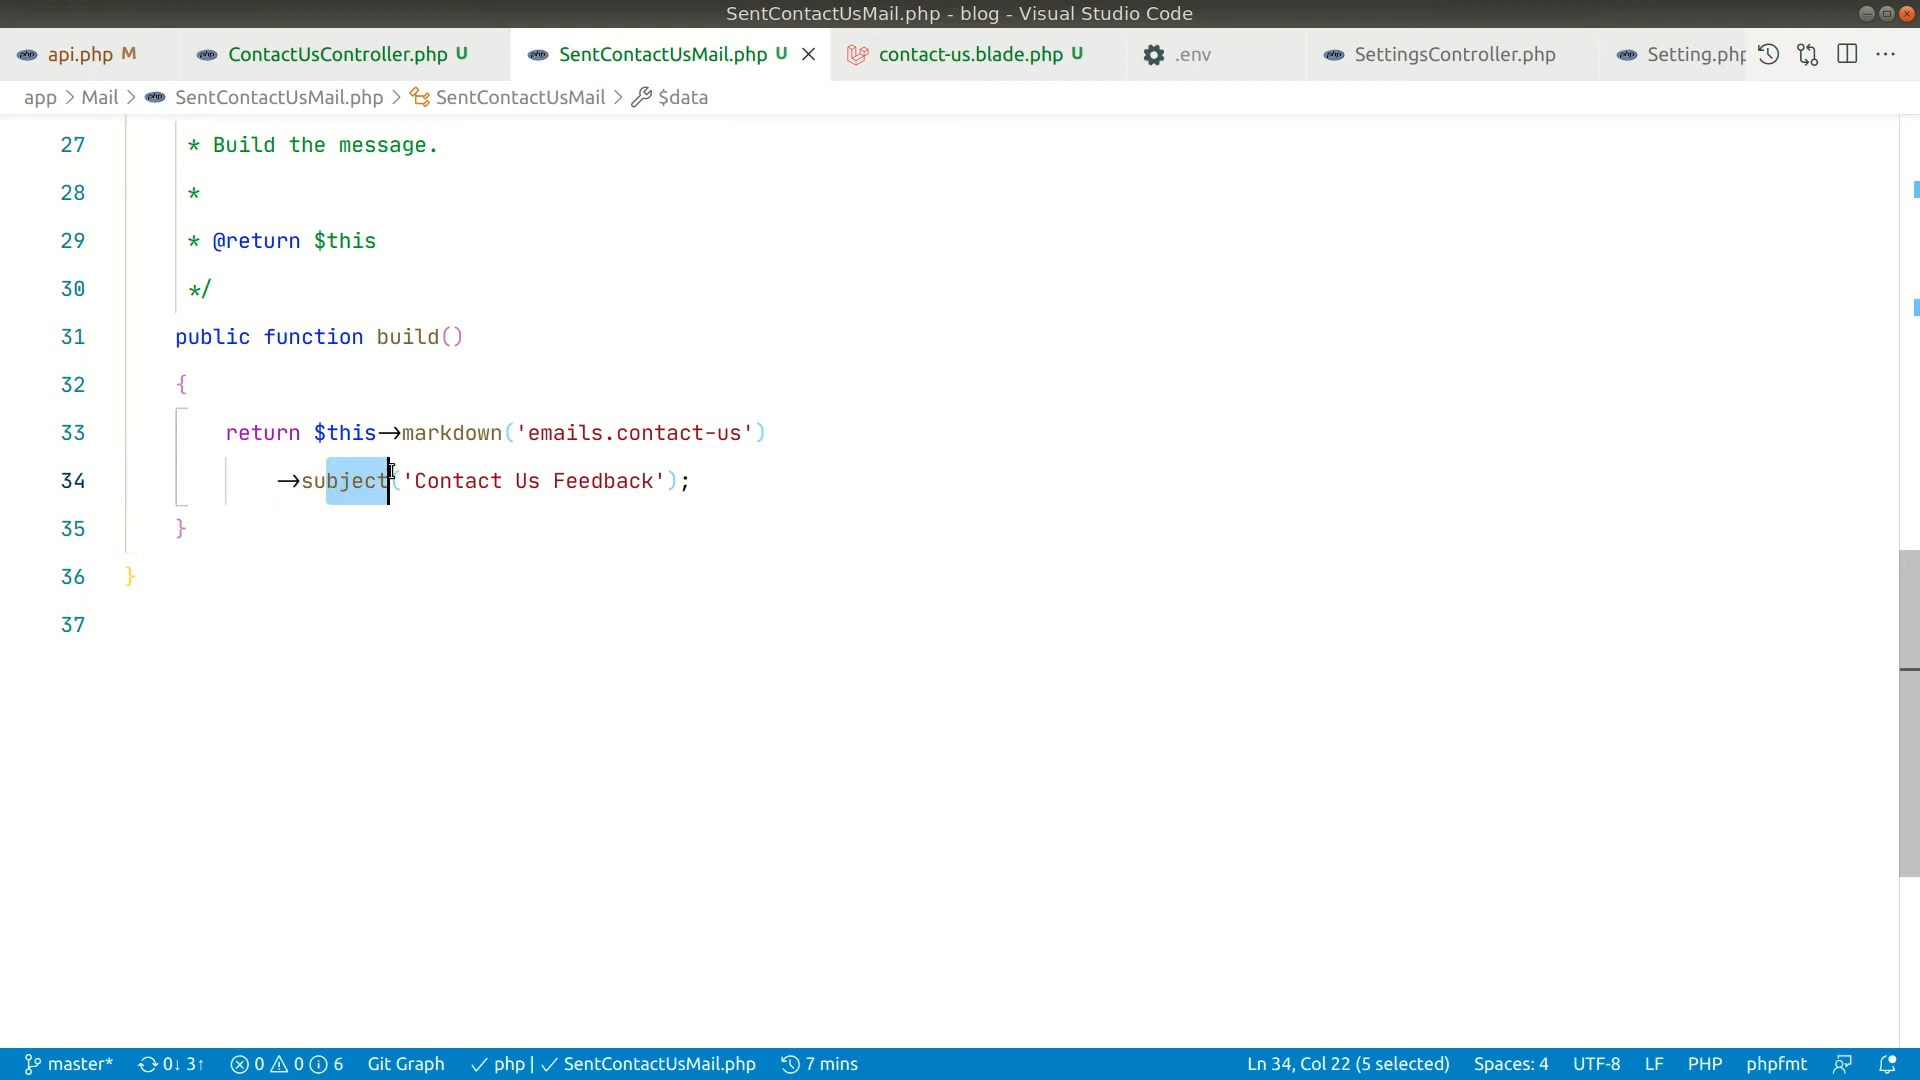 SentContactUsMail.php - blog - Visual Studio Code
api.php M ContactUsController.php U SentContactUsMail.php U contact-us.blade.php U .env SettingsController.php Setting.php
app > Mail > SentContactUsMail.php > SentContactUsMail > $data
27 * Build the message.
28 *
29 * @return $this
30 */
31 public function build()
32 {
33 return $this->markdown('emails.contact-us')
34 ->subject('Contact Us Feedback');
35 }
36 }
37
master* 0↓ 3↑ 0 0 6 Git Graph ✓ php | ✓ SentContactUsMail.php 7 mins Ln 34, Col 22 (5 selected) Spaces: 4 UTF-8 LF PHP phpfmt